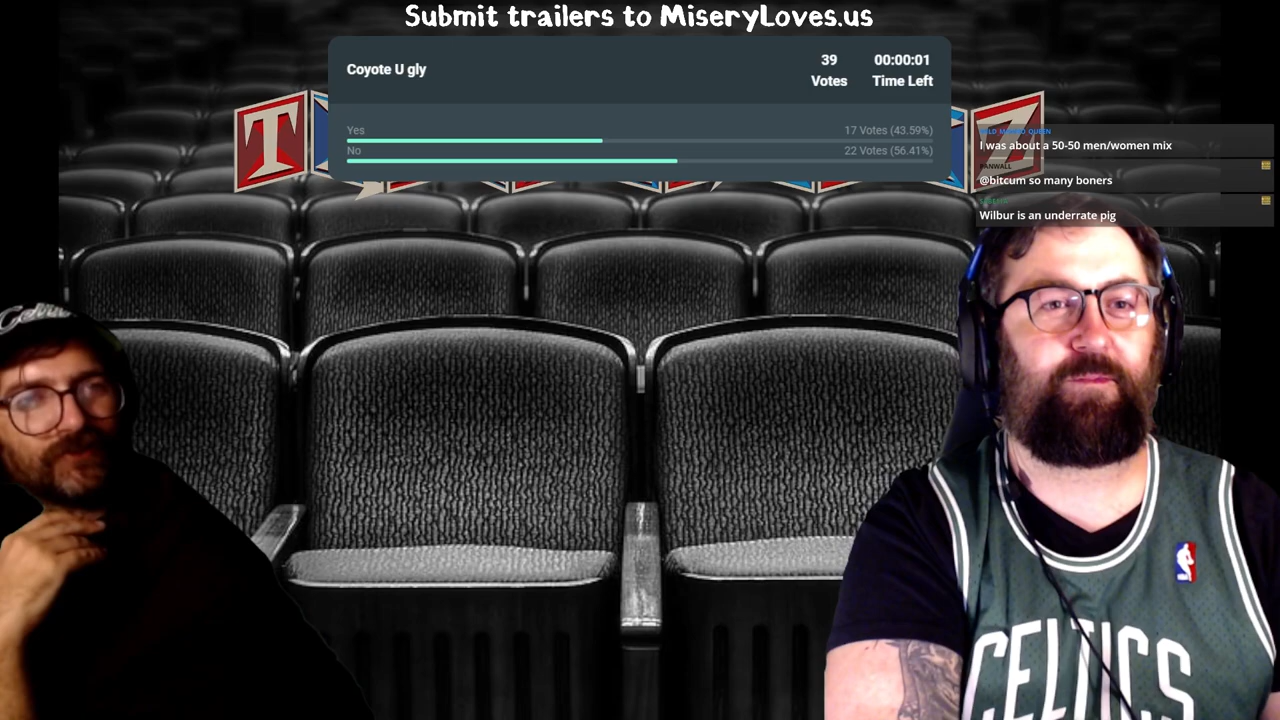 Submit trailers to MiseryLoves.us
Coyote U gly
39
Votes
00:00:01
Time Left
Yes
17 Votes (43.59%)
No
22 Votes (56.41%)
T
Z
I was about a 50-50 men/women mix
@bitcum so many boners
Wilbur is an underrate pig
Celtic
CELTICS